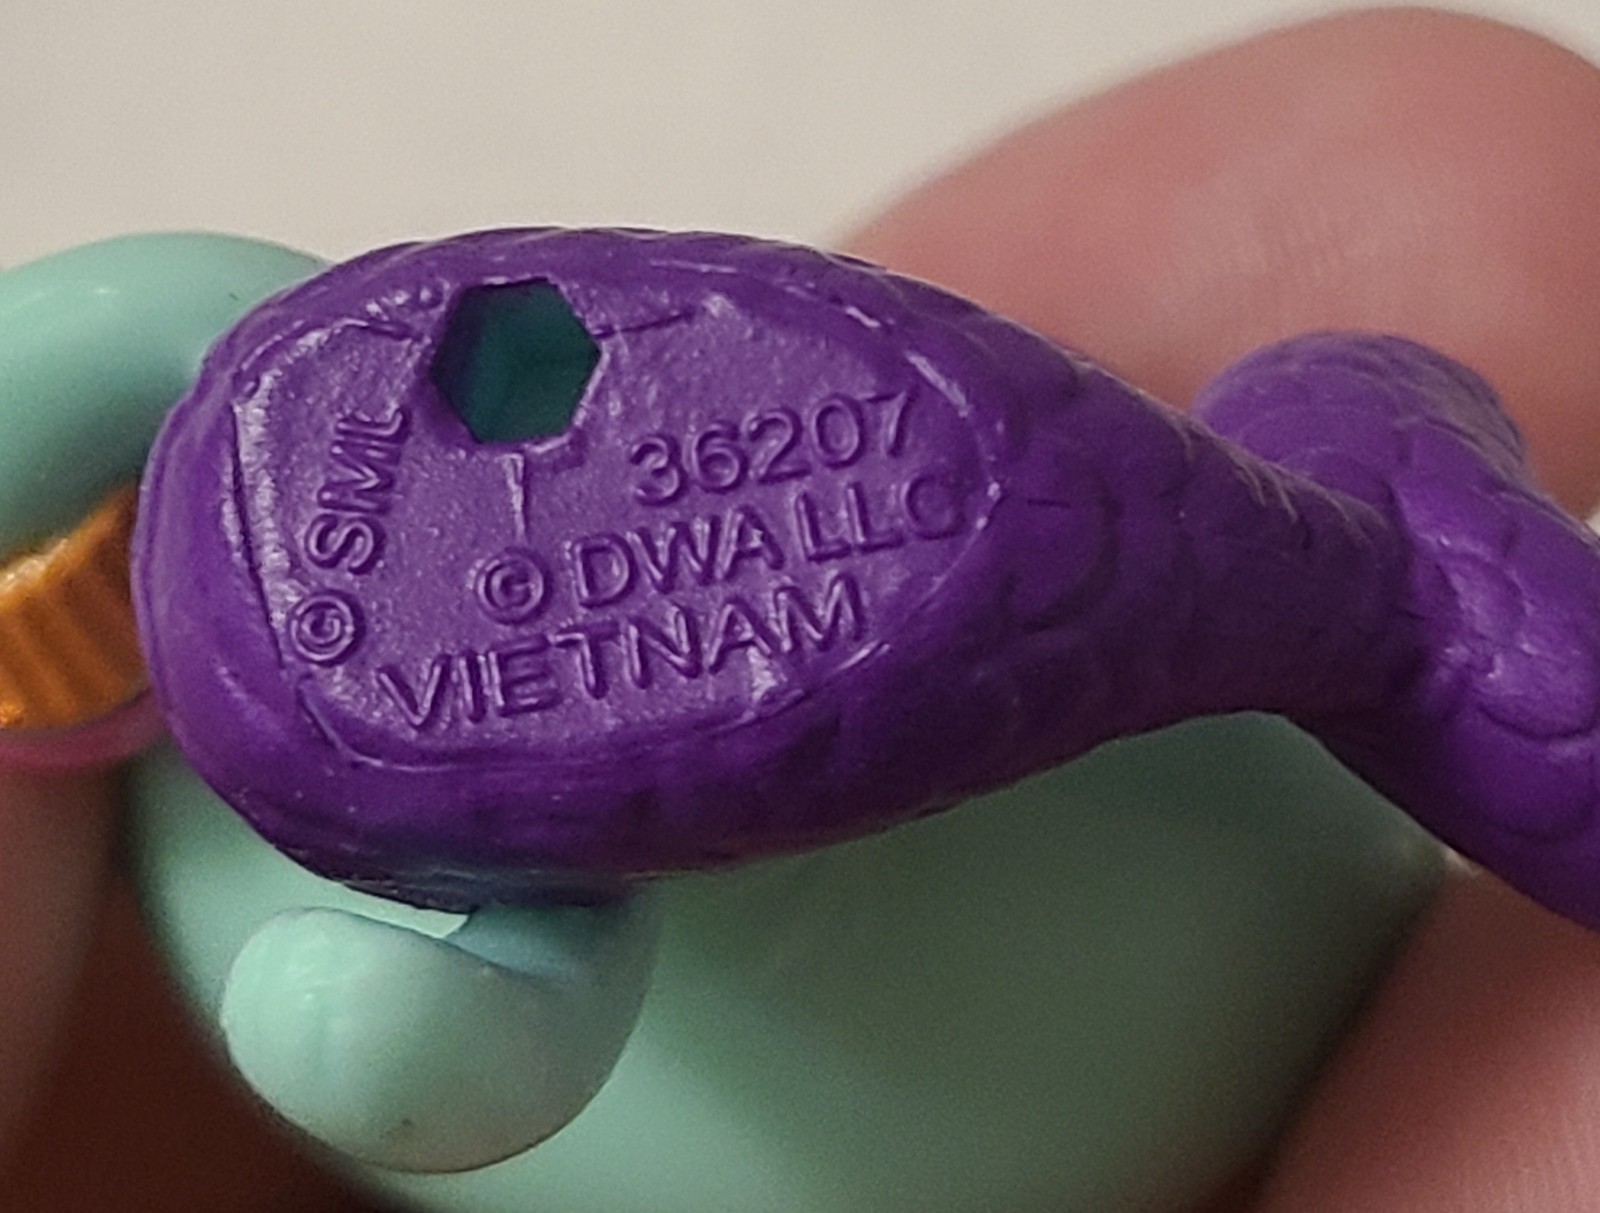 © SML
36207
© DWA LLC
VIETNAM